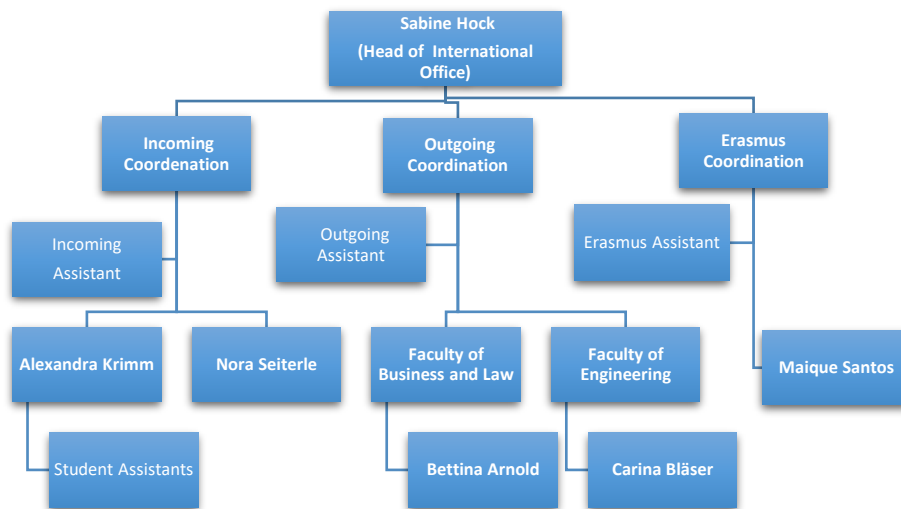 Sabine Hock
(Head of International
Office)
Incoming
Coordenation
Outgoing
Coordination
Erasmus
Coordination
Incoming
Assistant
Outgoing
Assistant
Erasmus Assistant
Alexandra Krimm
Nora Seiterle
Faculty of
Business and Law
Faculty of
Engineering
Maique Santos
Student Assistants
Bettina Arnold
Carina Bläser